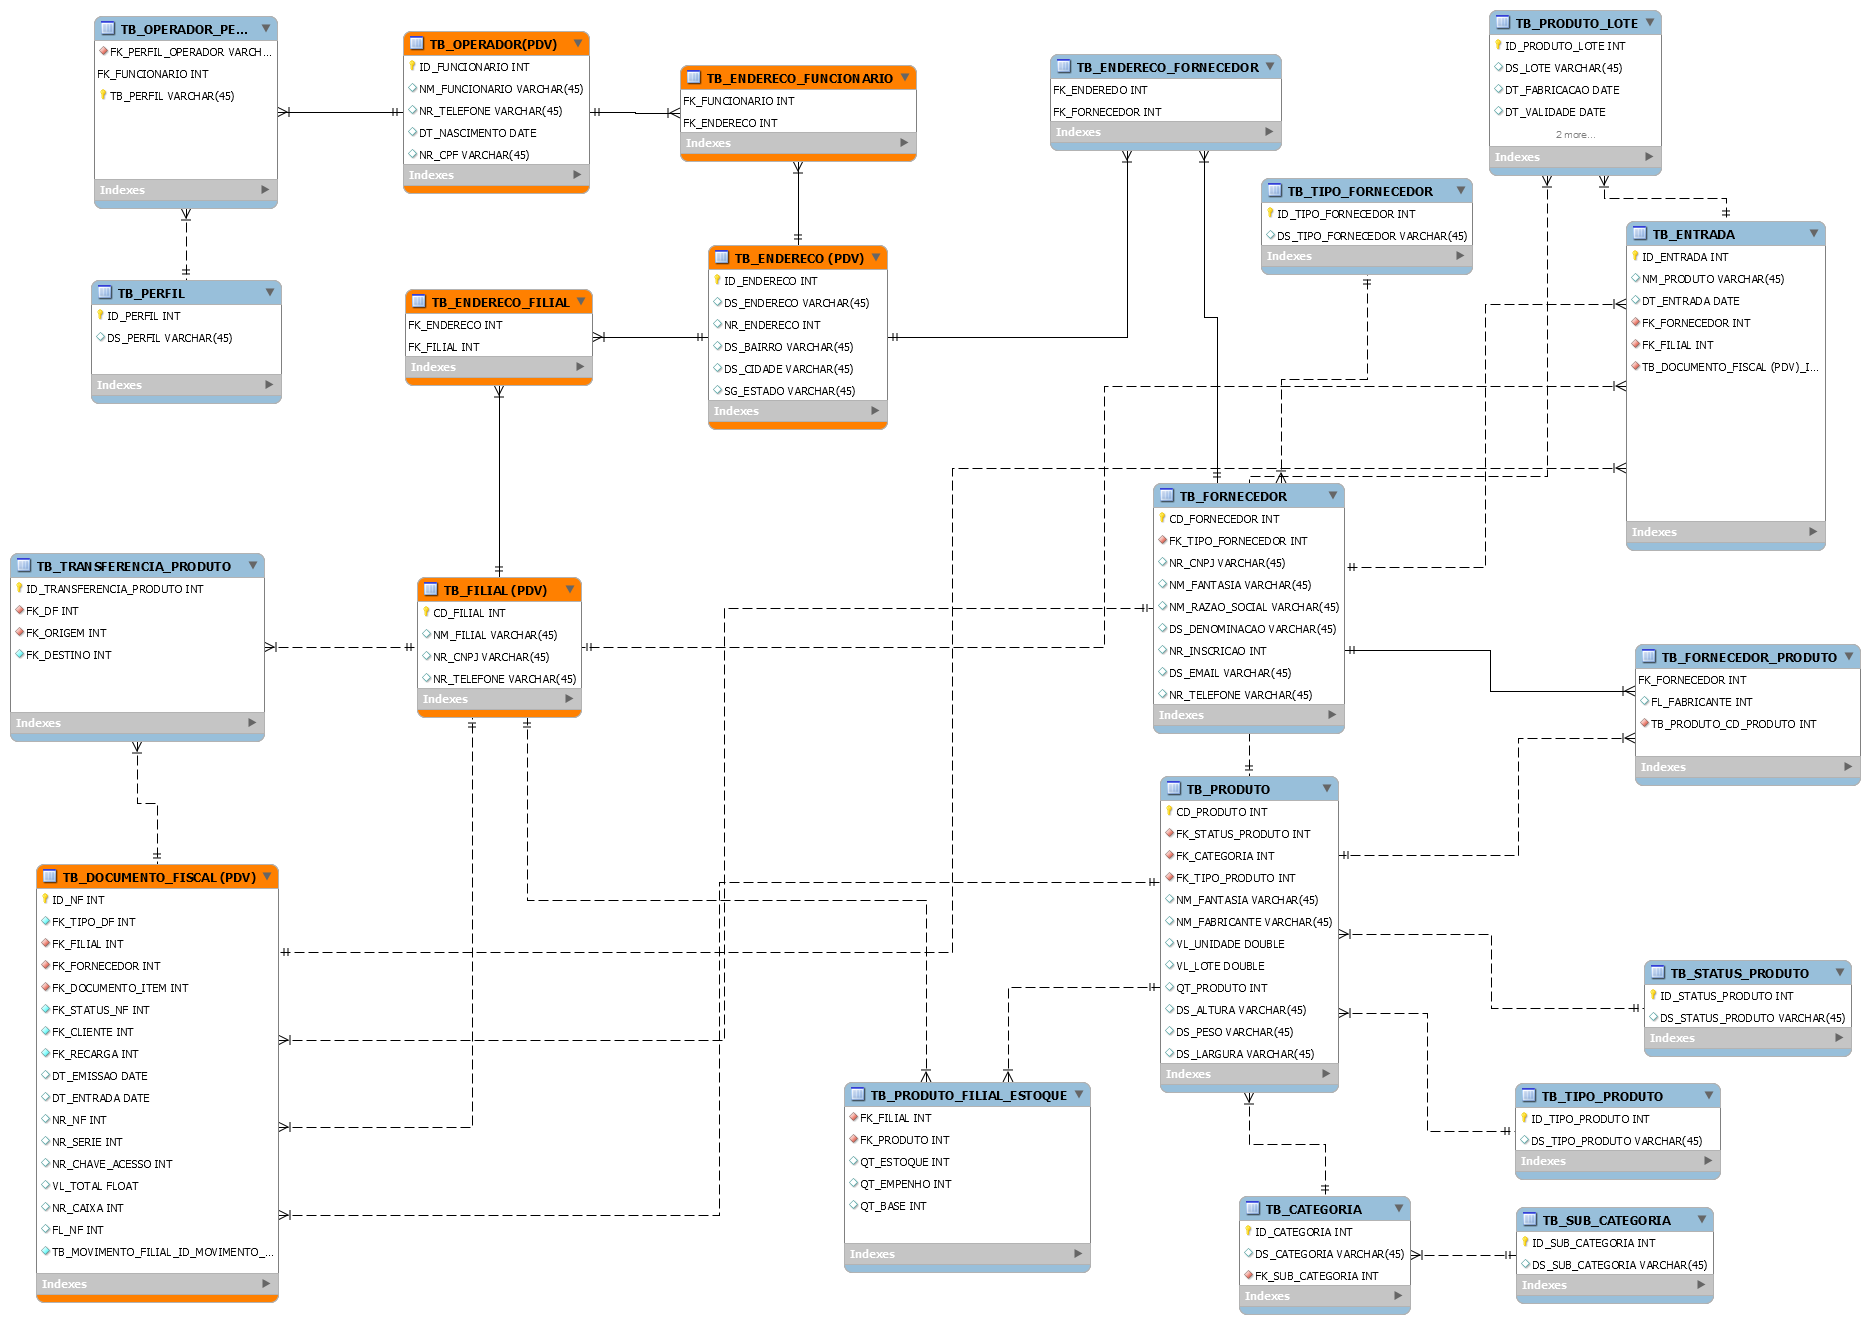 TB_OPERADOR_PE...
FK_PERFIL_OPERADOR VARCH...
FK_FUNCIONARIO INT
TB_PERFIL VARCHAR(45)
Indexes
TB_OPERADOR(PDV)
ID_FUNCIONARIO INT
NM_FUNCIONARIO VARCHAR(45)
NR_TELEFONE VARCHAR(45)
DT_NASCIMENTO DATE
NR_CPF VARCHAR(45)
Indexes
TB_ENDERECO_FUNCIONARIO
FK_FUNCIONARIO INT
FK_ENDERECO INT
Indexes
TB_ENDERECO_FORNECEDOR
FK_ENDEREDO INT
FK_FORNECEDOR INT
Indexes
TB_PRODUTO_LOTE
ID_PRODUTO_LOTE INT
DS_LOTE VARCHAR(45)
DT_FABRICACAO DATE
DT_VALIDADE DATE
2 more...
Indexes
TB_TIPO_FORNECEDOR
ID_TIPO_FORNECEDOR INT
DS_TIPO_FORNECEDOR VARCHAR(45)
Indexes
TB_ENTRADA
ID_ENTRADA INT
NM_PRODUTO VARCHAR(45)
DT_ENTRADA DATE
FK_FORNECEDOR INT
FK_FILIAL INT
TB_DOCUMENTO_FISCAL (PDV)_I...
Indexes
TB_PERFIL
ID_PERFIL INT
DS_PERFIL VARCHAR(45)
Indexes
TB_ENDERECO_FILIAL
FK_ENDERECO INT
FK_FILIAL INT
Indexes
TB_ENDERECO (PDV)
ID_ENDERECO INT
DS_ENDERECO VARCHAR(45)
NR_ENDERECO INT
DS_BAIRRO VARCHAR(45)
DS_CIDADE VARCHAR(45)
SG_ESTADO VARCHAR(45)
Indexes
TB_FORNECEDOR
CD_FORNECEDOR INT
FK_TIPO_FORNECEDOR INT
NR_CNPJ VARCHAR(45)
NM_FANTASIA VARCHAR(45)
NM_RAZAO_SOCIAL VARCHAR(45)
DS_DENOMINACAO VARCHAR(45)
NR_INSCRICAO INT
DS_EMAIL VARCHAR(45)
NR_TELEFONE VARCHAR(45)
Indexes
TB_TRANSFERENCIA_PRODUTO
ID_TRANSFERENCIA_PRODUTO INT
FK_DF INT
FK_ORIGEM INT
FK_DESTINO INT
Indexes
TB_FILIAL (PDV)
CD_FILIAL INT
NM_FILIAL VARCHAR(45)
NR_CNPJ VARCHAR(45)
NR_TELEFONE VARCHAR(45)
Indexes
TB_FORNECEDOR_PRODUTO
FK_FORNECEDOR INT
FL_FABRICANTE INT
TB_PRODUTO_CD_PRODUTO INT
Indexes
TB_PRODUTO
CD_PRODUTO INT
FK_STATUS_PRODUTO INT
FK_CATEGORIA INT
FK_TIPO_PRODUTO INT
NM_FANTASIA VARCHAR(45)
NM_FABRICANTE VARCHAR(45)
VL_UNIDADE DOUBLE
VL_LOTE DOUBLE
QT_PRODUTO INT
DS_ALTURA VARCHAR(45)
DS_PESO VARCHAR(45)
DS_LARGURA VARCHAR(45)
Indexes
TB_DOCUMENTO_FISCAL (PDV)
ID_NF INT
FK_TIPO_DF INT
FK_FILIAL INT
FK_FORNECEDOR INT
FK_DOCUMENTO_ITEM INT
FK_STATUS_NF INT
FK_CLIENTE INT
FK_RECARGA INT
DT_EMISSAO DATE
DT_ENTRADA DATE
NR_NF INT
NR_SERIE INT
NR_CHAVE_ACESSO INT
VL_TOTAL FLOAT
NR_CAIXA INT
FL_NF INT
TB_MOVIMENTO_FILIAL_ID_MOVIMENTO_...
Indexes
TB_STATUS_PRODUTO
ID_STATUS_PRODUTO INT
DS_STATUS_PRODUTO VARCHAR(45)
Indexes
TB_PRODUTO_FILIAL_ESTOQUE
FK_FILIAL INT
FK_PRODUTO INT
QT_ESTOQUE INT
QT_EMPENHO INT
QT_BASE INT
Indexes
TB_TIPO_PRODUTO
ID_TIPO_PRODUTO INT
DS_TIPO_PRODUTO VARCHAR(45)
Indexes
TB_CATEGORIA
ID_CATEGORIA INT
DS_CATEGORIA VARCHAR(45)
FK_SUB_CATEGORIA INT
Indexes
TB_SUB_CATEGORIA
ID_SUB_CATEGORIA INT
DS_SUB_CATEGORIA VARCHAR(45)
Indexes